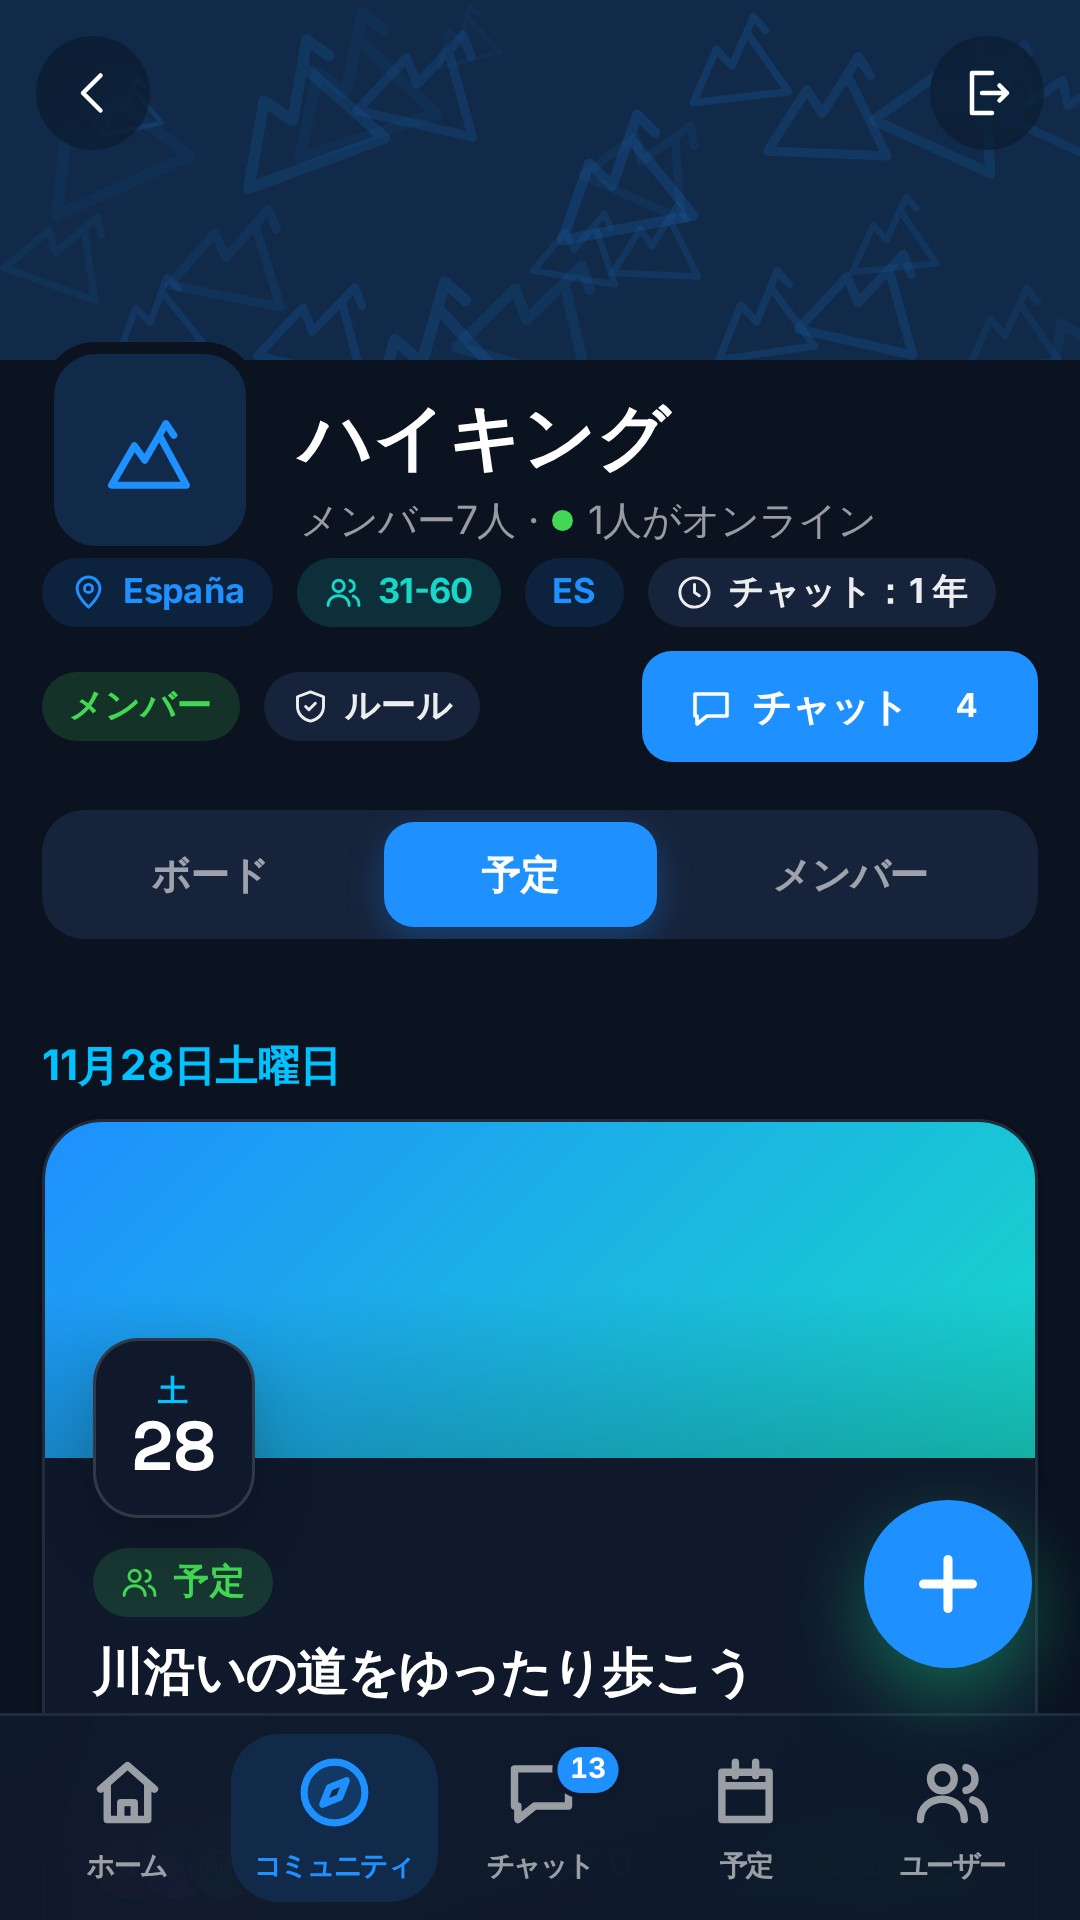 ハイキング
メンバー7人 · 1人がオンライン
España 31-60 ES チャット：1 年
メンバー ルール チャット 4
ボード 予定 メンバー
11月28日土曜日
土
28
予定
川沿いの道をゆったり歩こう
13
ホーム コミュニティ チャット 予定 ユーザー